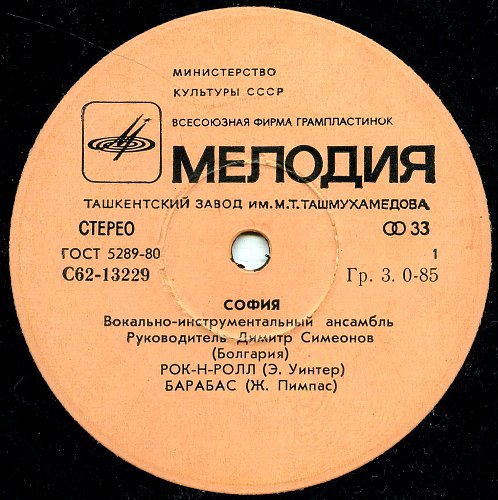 МИНИСТЕРСТВО
КУЛЬТУРЫ СССР
ВСЕСОЮЗНАЯ ФИРМА ГРАМПЛАСТИНОК
МЕЛОДИЯ
ТАШКЕНТСКИЙ ЗАВОД ИМ. М.Т. ТАШМУХАМЕДОВА
СТЕРЕО 33
ГОСТ 5289-80 1
С62-13229 Гр. 3. 0-85
СОФИЯ
Вокально-инструментальный ансамбль
Руководитель Димитр Симеонов
(Болгария)
РОК-Н-РОЛЛ (Э. Уинтер)
БАРАБАС (Ж. Пимпас)